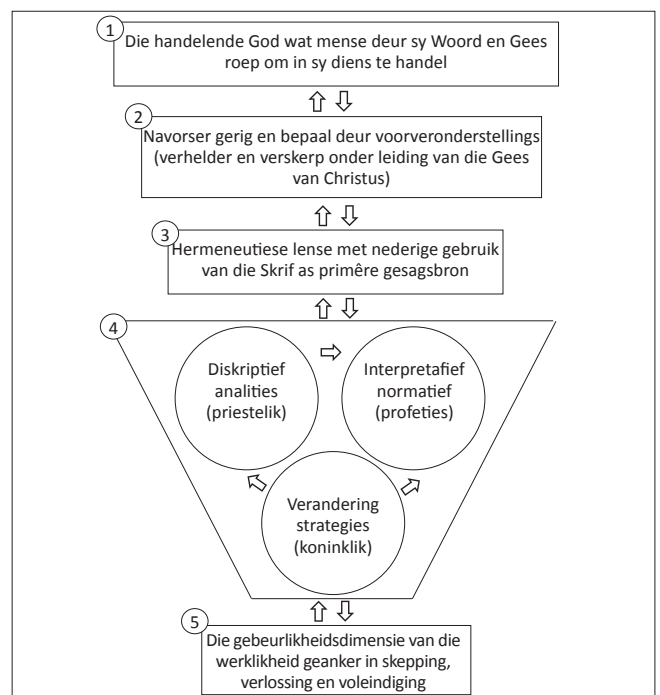 1
Die handelende God wat mense deur sy Woord en Gees
roep om in sy diens te handel
2
Navorser gerig en bepaal deur voorveronderstellings
(verhelder en verskerp onder leiding van die Gees
van Christus)
3
Hermeneutiese lense met nederige gebruik
van die Skrif as primêre gesagsbron
4
Diskriptief
analities
(priestelik)
Interpretafief
normatief
(profeties)
Verandering
strategies
(koninklik)
5
Die gebeurlikheidsdimensie van die
werklikheid geanker in skepping,
verlossing en voleindiging